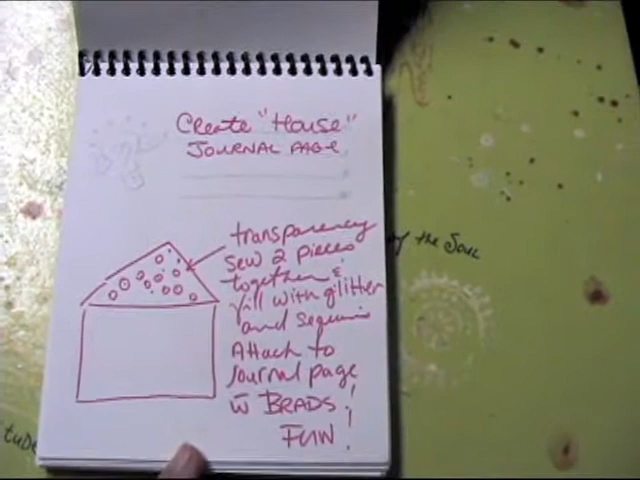 Create "House"
JOURNAL PAGE
transparency
sew 2 pieces
together &
fill with glitter
and sequins
Attach to
Journal page
w BRADS!
FUN!
of the Soul